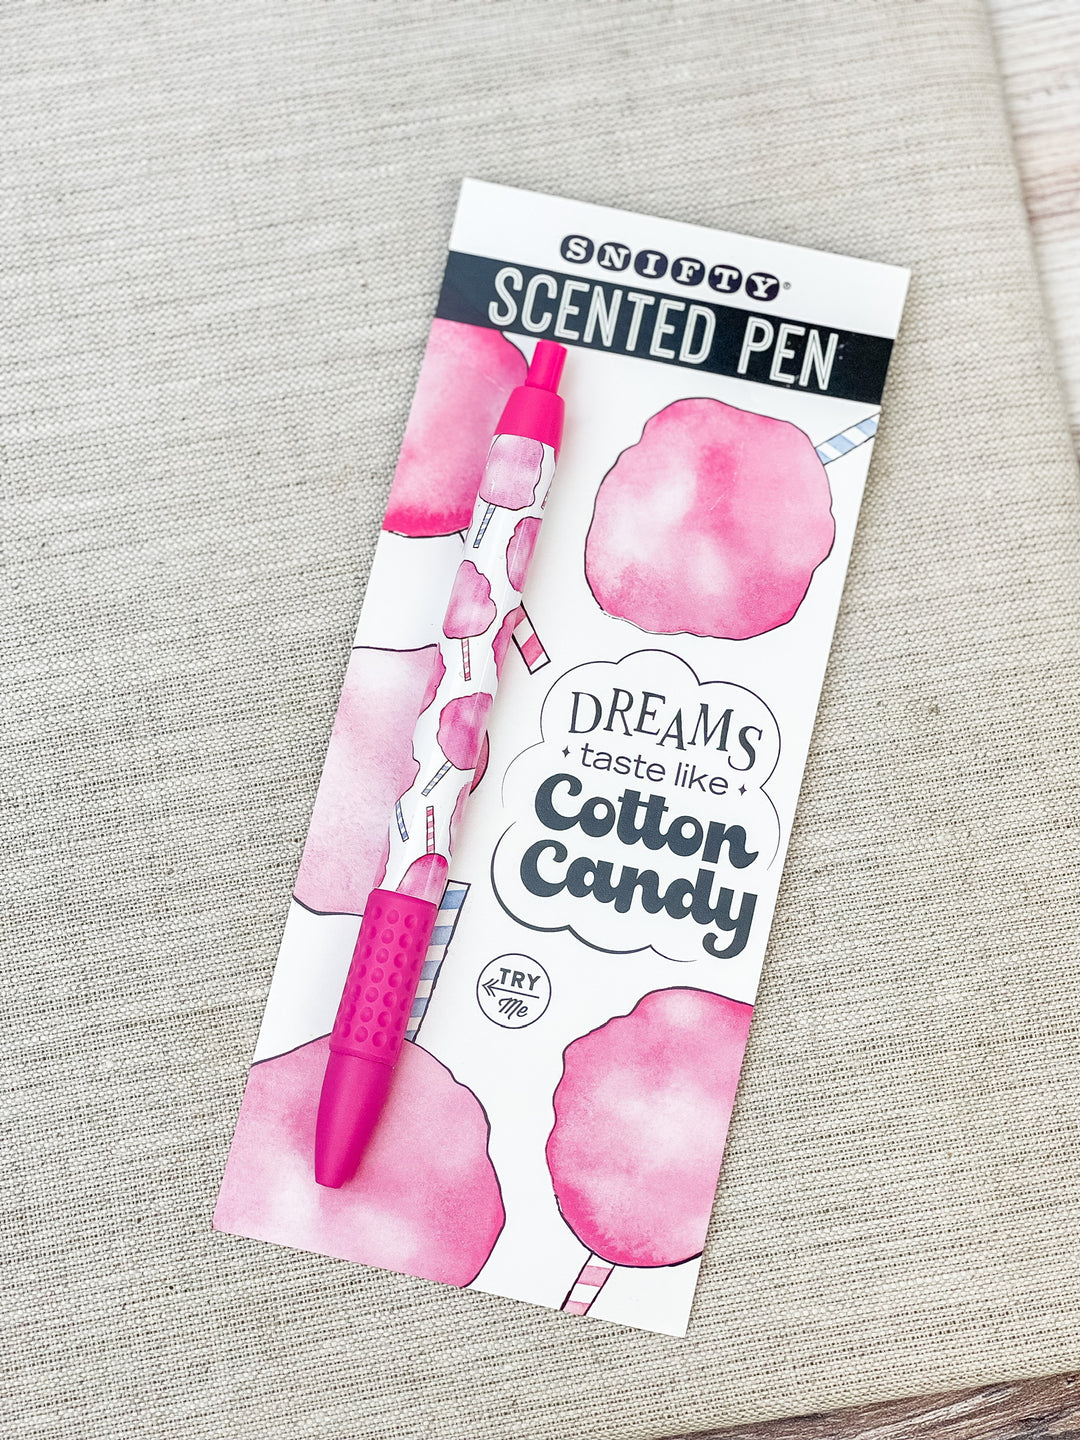 SNIFTY®
SCENTED PEN
DREAMS
taste like
Cotton
Candy
TRY
Me